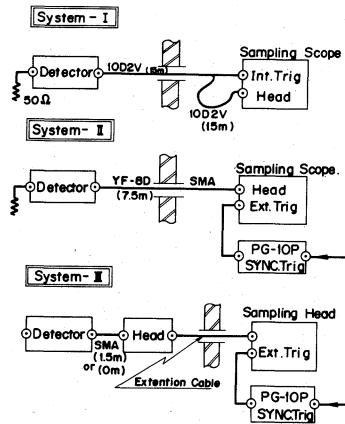 System-I
Sampling Scope
Detector
10D2V (15m)
Int.Trig
Head
50Ω
10D2V
(15m)
System-II
Sampling Scope.
Detector
YF-8D
(7.5m)
SMA
Head
Ext.Trig
PG-10P
SYNC.Trig
System-III
Sampling Head
Detector
Head
SMA
(1.5m)
or (0m)
Ext.Trig
Extention Cable
PG-10P
SYNC.Trig